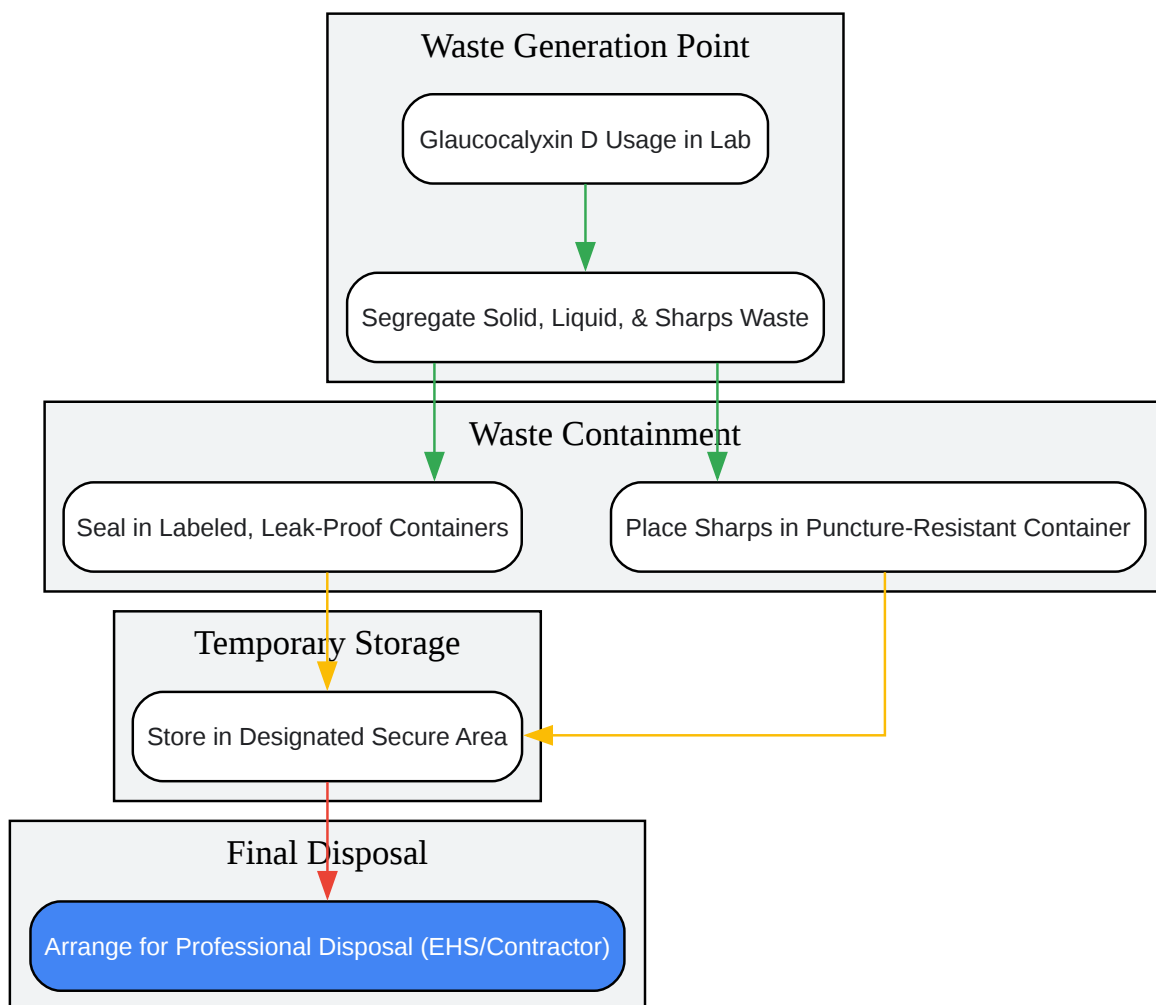 Waste Generation Point
Glaucocalyxin D Usage in Lab
Segregate Solid, Liquid, & Sharps Waste
Waste Containment
Seal in Labeled, Leak-Proof Containers
Place Sharps in Puncture-Resistant Container
Temporary Storage
Store in Designated Secure Area
Final Disposal
Arrange for Professional Disposal (EHS/Contractor)